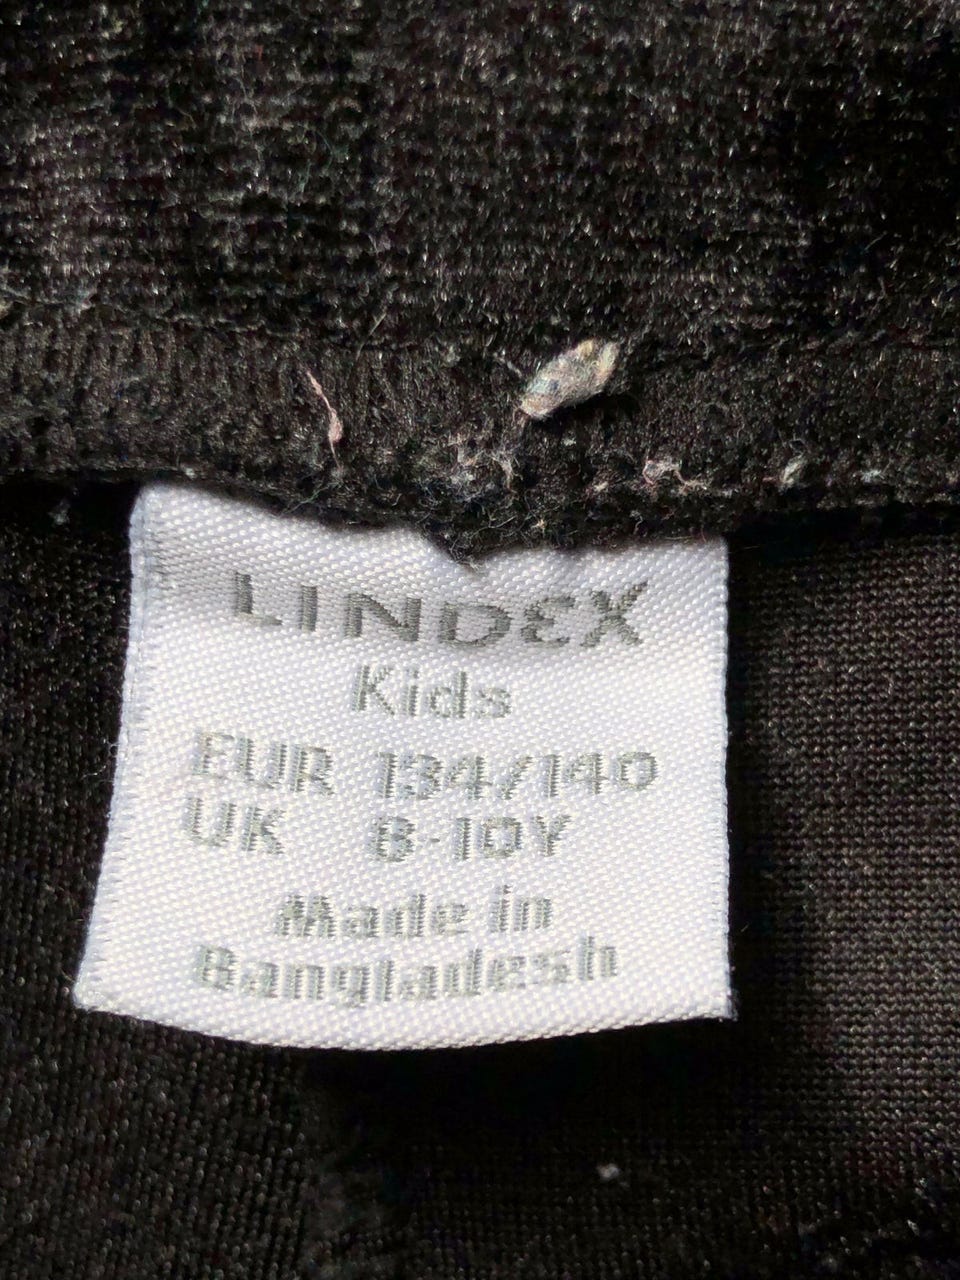 LINDEX
Kids
EUR 134/140
UK 8-10Y
Made in
Bangladesh